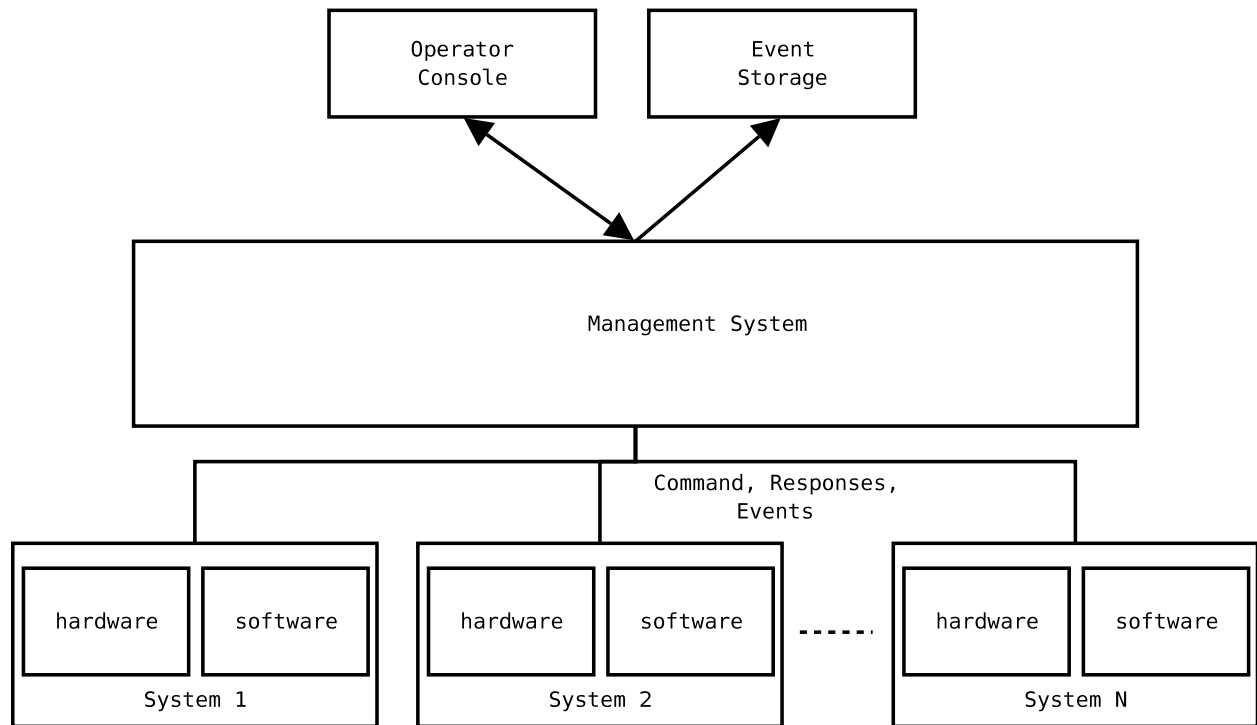 Operator
Console
Event
Storage
Management System
Command, Responses,
Events
hardware
software
System 1
hardware
software
System 2
hardware
software
System N